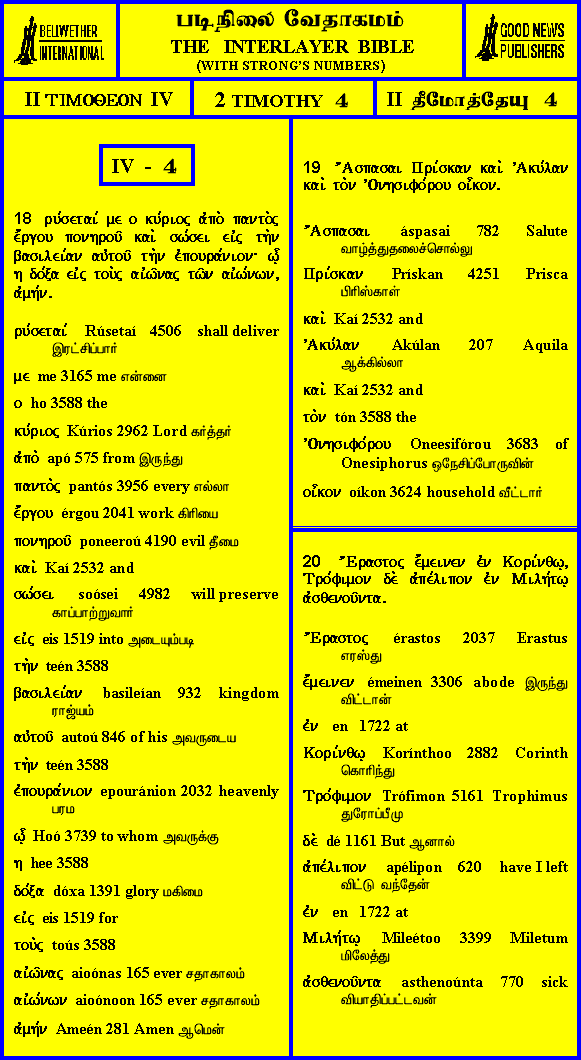 BELLWETHER
INTERNATIONAL
படிநிலை வேதாகமம்
THE INTERLAYER BIBLE
(WITH STRONG'S NUMBERS)
GOOD NEWS
PUBLISHERS
II ΤΙΜΟΘΕΟΝ IV
2 TIMOTHY 4
II தீமோத்தேயு 4
IV - 4
18 ρύσεταί με ο κύριος ἀπὸ παντὸς
ἔργου πονηροῦ καὶ σώσει εἰς τὴν
βασιλείαν αὐτοῦ τὴν ἐπουράνιον· ᾧ
η δόξα εἰς τοὺς αἰῶνας τῶν αἰώνων,
ἀμήν.
ρύσεταί Rúsetaí 4506 shall deliver
இரட்சிப்பார்
με me 3165 me என்னை
ο ho 3588 the
κύριος Kúrios 2962 Lord கர்த்தர்
ἀπὸ apó 575 from இருந்து
παντὸς pantós 3956 every எல்லா
ἔργου érgou 2041 work கிரியை
πονηροῦ poneeroú 4190 evil தீமை
καὶ Kaí 2532 and
σώσει soósei 4982 will preserve
காப்பாற்றுவார்
εἰς eis 1519 into அடையும்படி
τὴν teén 3588
βασιλείαν basileían 932 kingdom
ராஜ்யம்
αὐτοῦ autoú 846 of his அவருடைய
τὴν teén 3588
ἐπουράνιον epouránion 2032 heavenly
பரம
ᾧ Hoó 3739 to whom அவருக்கு
η hee 3588
δόξα dóxa 1391 glory மகிமை
εἰς eis 1519 for
τοὺς toús 3588
αἰῶνας aioónas 165 ever சதாகாலம்
αἰώνων aioónoon 165 ever சதாகாலம்
ἀμήν Ameén 281 Amen ஆமென்
19 Ἄσπασαι Πρίσκαν καὶ Ἀκύλαν
καὶ τὸν Ὀνησιφόρου οἶκον.
Ἄσπασαι áspasai 782 Salute
வாழ்த்துதலைச்சொல்லு
Πρίσκαν Prískan 4251 Prisca
பிரிஸ்காள்
καὶ Kaí 2532 and
Ἀκύλαν Akúlan 207 Aquila
ஆக்கில்லா
καὶ Kaí 2532 and
τὸν tón 3588 the
Ὀνησιφόρου Oneesifórou 3683 of
Onesiphorus ஒநேசிப்போருவின்
οἶκον oíkon 3624 household வீட்டார்
20 Ἔραστος ἔμεινεν ἐν Κορίνθῳ,
Τρόφιμον δὲ ἀπέλιπον ἐν Μιλήτῳ
ἀσθενοῦντα.
Ἔραστος érastos 2037 Erastus
எரஸ்து
ἔμεινεν émeinen 3306 abode இருந்து
விட்டான்
ἐν en 1722 at
Κορίνθῳ Korínthoo 2882 Corinth
கொரிந்து
Τρόφιμον Trófimon 5161 Trophimus
துரோப்பீமு
δὲ dé 1161 But ஆனால்
ἀπέλιπον apélipon 620 have I left
விட்டு வந்தேன்
ἐν en 1722 at
Μιλήτῳ Mileétoo 3399 Miletum
மிலேத்து
ἀσθενοῦντα asthenoúnta 770 sick
வியாதிப்பட்டவன்